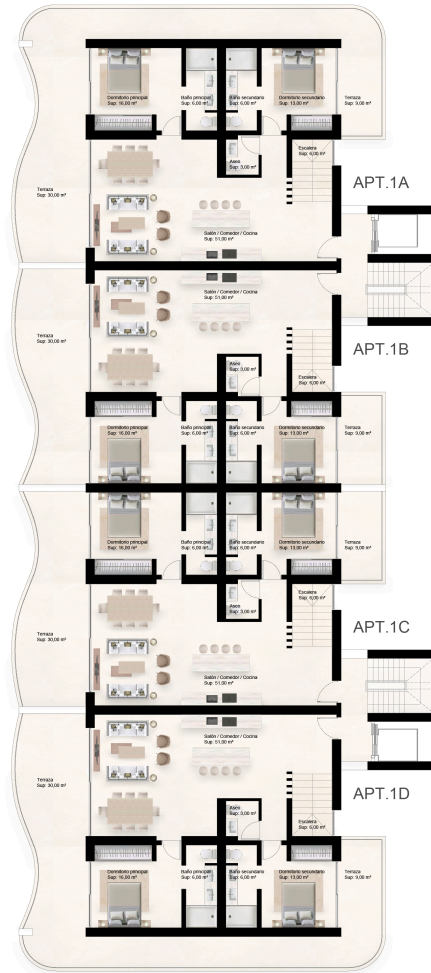 Dormitorio principal
Sup: 16,00 m²
Baño principal
Sup: 6,00 m²
Baño secundario
Sup: 6,00 m²
Dormitorio secundario
Sup: 13,00 m²
Terraza
Sup: 9,00 m²
Escalera
Sup: 6,00 m²
Aseo
Sup: 3,00 m²
Terraza
Sup: 30,00 m²
APT.1A
Salón / Comedor / Cocina
Sup: 51,00 m²
Salón / Comedor / Cocina
Sup: 51,00 m²
Terraza
Sup: 30,00 m²
APT.1B
Aseo
Sup: 3,00 m²
Escalera
Sup: 6,00 m²
Dormitorio principal
Sup: 16,00 m²
Baño principal
Sup: 6,00 m²
Baño secundario
Sup: 6,00 m²
Dormitorio secundario
Sup: 13,00 m²
Terraza
Sup: 9,00 m²
Dormitorio principal
Sup: 16,00 m²
Baño principal
Sup: 6,00 m²
Baño secundario
Sup: 6,00 m²
Dormitorio secundario
Sup: 13,00 m²
Terraza
Sup: 9,00 m²
Escalera
Sup: 6,00 m²
Aseo
Sup: 3,00 m²
APT.1C
Terraza
Sup: 30,00 m²
Salón / Comedor / Cocina
Sup: 51,00 m²
Salón / Comedor / Cocina
Sup: 51,00 m²
Terraza
Sup: 30,00 m²
APT.1D
Aseo
Sup: 3,00 m²
Escalera
Sup: 6,00 m²
Dormitorio principal
Sup: 16,00 m²
Baño principal
Sup: 6,00 m²
Baño secundario
Sup: 6,00 m²
Dormitorio secundario
Sup: 13,00 m²
Terraza
Sup: 9,00 m²